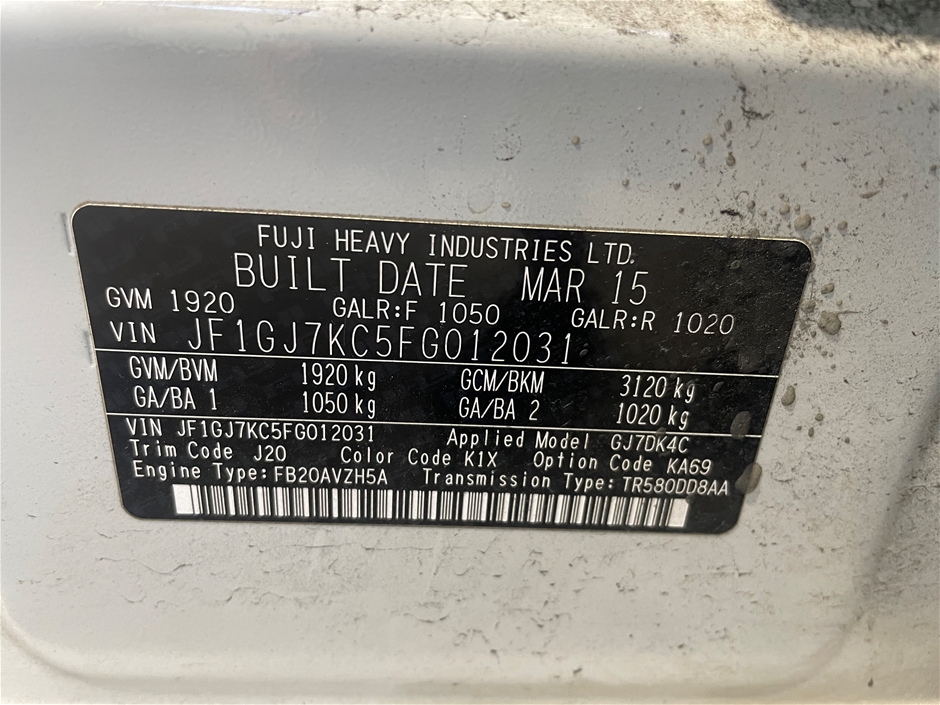 FUJI HEAVY INDUSTRIES LTD.
BUILT DATE MAR 15
GVM 1920 GALR:F 1050 GALR:R 1020
VIN JF1GJ7KC5FG012031
GVM/BVM 1920 kg GCM/BKM 3120 kg
GA/BA 1 1050 kg GA/BA 2 1020 kg
VIN JF1GJ7KC5FG012031 Applied Model GJ7DK4C
Trim Code J20 Color Code K1X Option Code KA69
Engine Type: FB20AVZH5A Transmission Type: TR580DD8AA